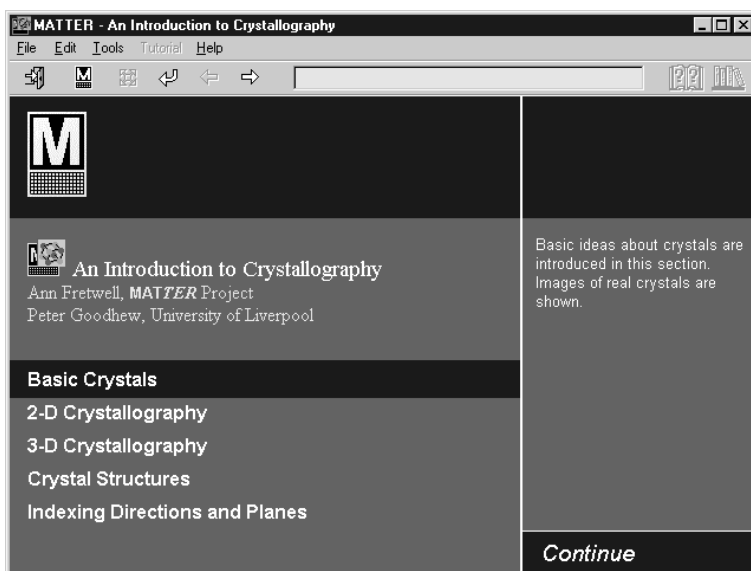 MATTER - An Introduction to Crystallography
File Edit Tools Tutorial Help
M
M
An Introduction to Crystallography
Ann Fretwell, MATTER Project
Peter Goodhew, University of Liverpool
Basic Crystals
2-D Crystallography
3-D Crystallography
Crystal Structures
Indexing Directions and Planes
Basic ideas about crystals are
introduced in this section.
Images of real crystals are
shown.
Continue